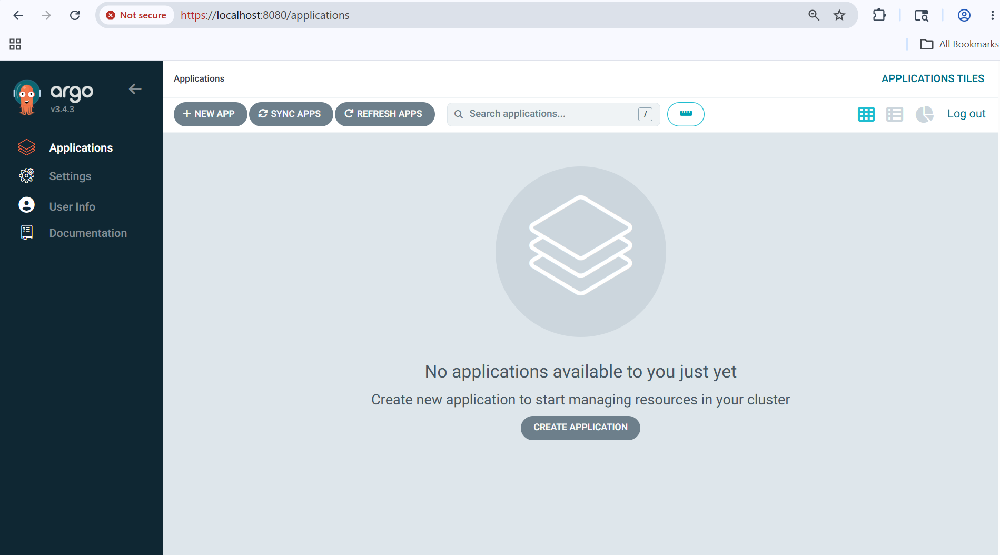 Not secure https://localhost:8080/applications
All Bookmarks
argo
v3.4.3
Applications
Settings
User Info
Documentation
Applications
APPLICATIONS TILES
NEW APP
SYNC APPS
REFRESH APPS
Search applications... /
Log out
No applications available to you just yet
Create new application to start managing resources in your cluster
CREATE APPLICATION